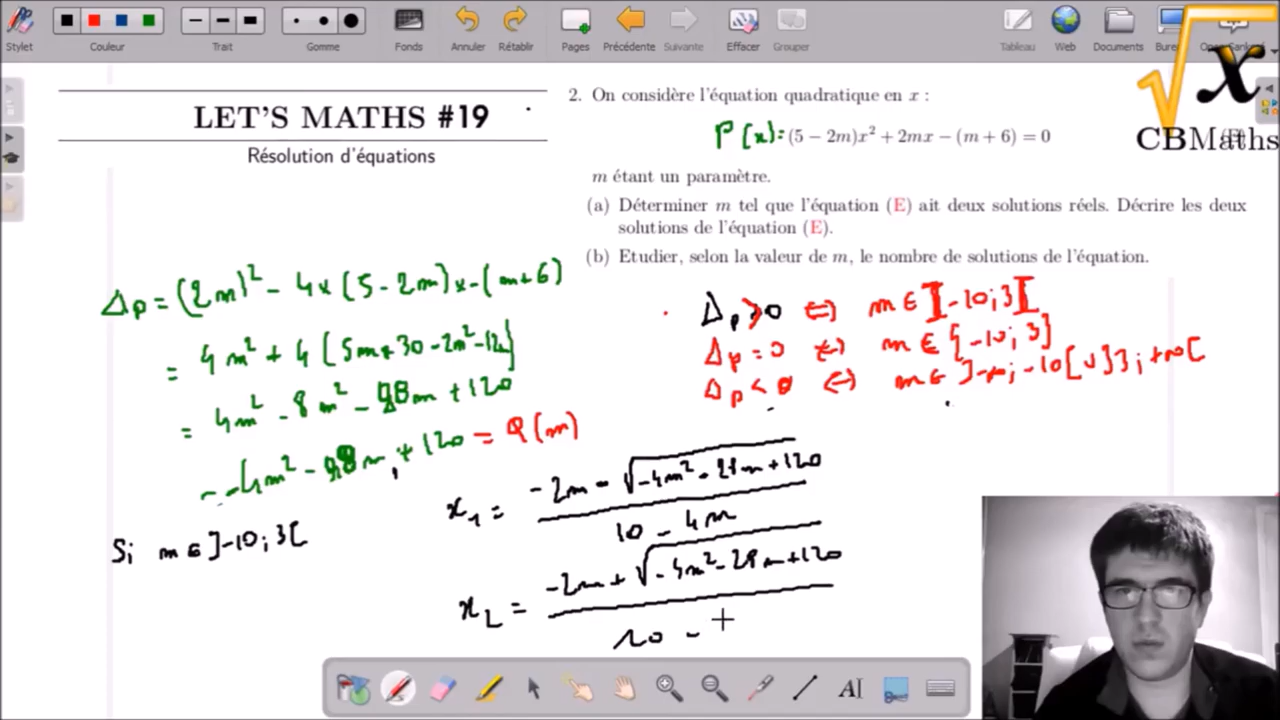 Stylet Couleur Trait Gomme Fonds Annuler Rétablir Pages Précédente Suivante Effacer Grouper Tableau Web Documents
LET'S MATHS #19
Résolution d'équations
CBMaths
2. On considère l'équation quadratique en x :
P(x): (5 − 2m)x² + 2mx − (m + 6) = 0
m étant un paramètre.
(a) Déterminer m tel que l'équation (E) ait deux solutions réels. Décrire les deux
solutions de l'équation (E).
(b) Etudier, selon la valeur de m, le nombre de solutions de l'équation.
Δp = (2m)² − 4×(5−2m)×−(m+6)
= 4m² + 4[5m+30−2m²−12m]
= 4m² − 8m² − 28m + 120
= −4m² − 28m + 120 = Q(m)
Δp > 0 ⇔ m ∈ ]−10;3[
Δp = 0 ⇔ m ∈ {−10; 3}
Δp < 0 ⇔ m ∈ ]−∞; −10[ ∪ ]3; +∞[
Si m ∈ ]−10;3[
x₁ = −2m − √−4m² − 28m + 120
10 − 4m
x₂ = −2m + √−4m² − 28m + 120
10 −
AI